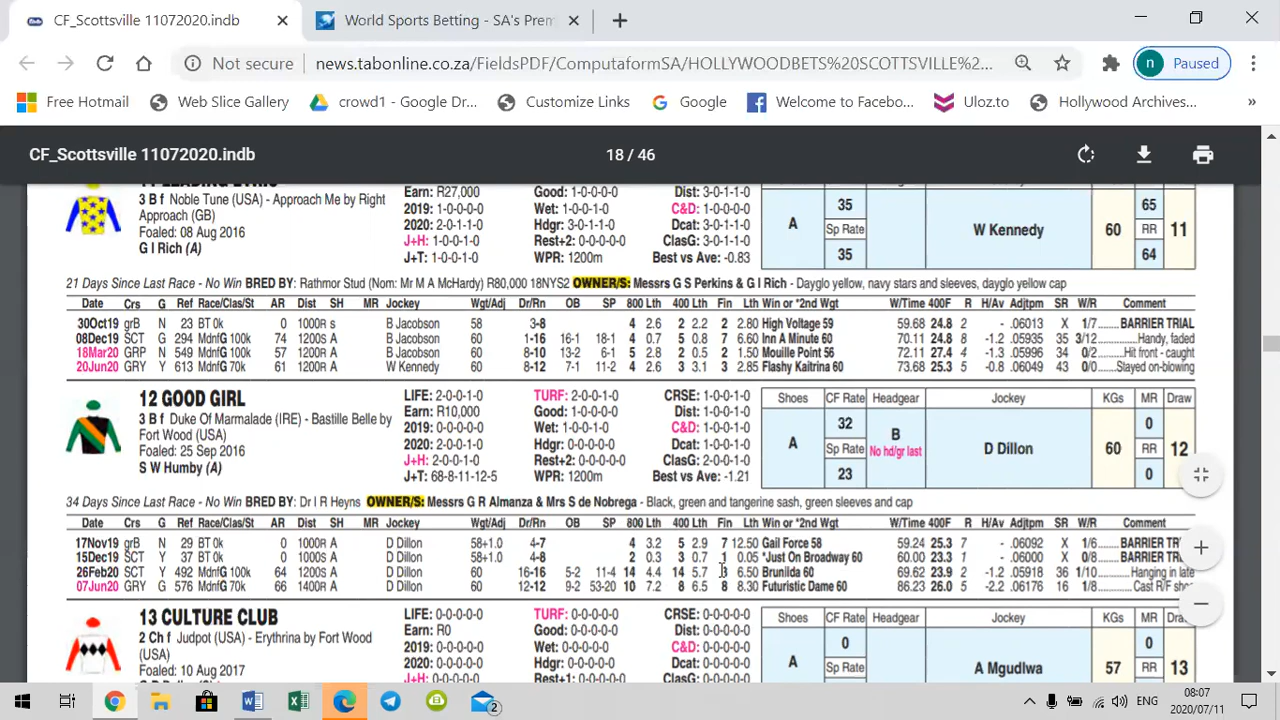 CF_Scottsville 11072020.indb
World Sports Betting - SA's Pren
Not secure
news.tabonline.co.za/FieldsPDF/ComputaformSA/HOLLYWOODBETS%20SCOTTSVILLE%2...
n Paused
Free Hotmail Web Slice Gallery crowd1 - Google Dr... Customize Links Google Welcome to Facebo... Uloz.to Hollywood Archives... »
CF_Scottsville 11072020.indb 18 / 46
3 B f Noble Tune (USA) - Approach Me by Right
Approach (GB)
Foaled: 08 Aug 2016
G I Rich (A)
Earn: R27,000 Good: 1-0-0-0-0 Dist: 3-0-1-1-0
2019: 1-0-0-0-0 Wet: 1-0-0-1-0 C&D: 1-0-0-0-0
2020: 2-0-1-1-0 Hdgr: 3-0-0-1-0 Dcat: 3-0-1-1-0
J+H: 1-0-0-1-0 Rest+2: 0-0-0-0-0 ClasG: 3-0-1-1-0
J+T: 1-0-0-1-0 WPR: 1200m Best vs Ave: -0.83
A 35 Sp Rate 35 W Kennedy 60 65 RR 64 11
21 Days Since Last Race - No Win BRED BY: Rathmor Stud (Nom: Mr M A McHardy) R80,000 18NYS2 OWNER/S: Messrs G S Perkins & G I Rich - Dayglo yellow, navy stars and sleeves, dayglo yellow cap
Date Crs G Ref Race/Clas/St AR Dist SH MR Jockey Wgt/Adj Dr/Rn OB SP 800 Lth 400 Lth Fin Lth Win or *2nd Wgt W/Time 400F R H/Av Adjtpm SR W/R Comment
30Oct19 grB N 23 BT 0k 0 1000R s B Jacobson 58 3-8 4 2.6 2 2.2 2 2.80 High Voltage 59 59.68 24.8 2 - .06013 X 1/7 ........BARRIER TRIAL
08Dec19 SCT G 294 MdnfG 100k 74 1200S A B Jacobson 60 1-16 16-1 18-1 4 0.7 5 0.8 7 6.60 Inn A Minute 60 70.11 24.8 8 -1.2 .05935 35 3/12 ........Handy, faded
18Mar20 GRP N 549 MdnfG 100k 57 1200R A B Jacobson 60 8-10 13-2 6-1 5 2.8 2 0.5 2 1.50 Mouille Point 56 72.11 27.4 4 -1.3 .05996 34 0/2 ........Hit front - caught
20Jun20 GRY Y 613 MdnfG 70k 61 1200R A W Kennedy 60 8-12 7-1 11-2 4 2.6 3 3.1 3 2.85 Flashy Kaitrina 60 73.68 25.3 5 -0.8 .06049 43 0/0 ........Stayed on-blowing
12 GOOD GIRL
3 B f Duke Of Marmalade (IRE) - Bastille Belle by
Fort Wood (USA)
Foaled: 25 Sep 2016
S W Humby (A)
LIFE: 2-0-0-1-0 TURF: 2-0-0-1-0 CRSE: 1-0-0-1-0
Earn: R10,000 Good: 1-0-0-0-0 Dist: 1-0-0-1-0
2019: 0-0-0-0-0 Wet: 1-0-0-1-0 C&D: 1-0-0-1-0
2020: 2-0-0-1-0 Hdgr: 0-0-0-0-0 Dcat: 1-0-0-1-0
J+H: 2-0-0-1-0 Rest+2: 0-0-0-0-0 ClasG: 2-0-0-1-0
J+T: 68-8-11-12-5 WPR: 1200m Best vs Ave: -1.21
Shoes CF Rate Headgear Jockey KGs MR Draw
A 32 Sp Rate 23 B No hd/gr last D Dillon 60 0 RR 0 12
34 Days Since Last Race - No Win BRED BY: Dr I R Heyns OWNER/S: Messrs G R Almanza & Mrs S de Nobrega - Black, green and tangerine sash, green sleeves and cap
Date Crs G Ref Race/Clas/St AR Dist SH MR Jockey Wgt/Adj Dr/Rn OB SP 800 Lth 400 Lth Fin Lth Win or *2nd Wgt W/Time 400F R H/Av Adjtpm SR W/R Comment
17Nov19 grB N 29 BT 0k 0 1000R A D Dillon 58+1.0 4-7 4 3.2 5 2.9 7 12.50 Gail Force 58 59.24 25.3 7 - .06000 X 1/6 ........BARRIER TR
15Dec19 SCT Y 37 BT 0k 0 1000S A D Dillon 58+1.0 4-8 2 0.3 3 0.7 1 0.05 *Just On Broadway 60 60.00 23.3 1 - .06000 X 0/8 ........BARRIER TR
26Feb20 SCT Y 492 MdnfG 100k 64 1200S A D Dillon 60 16-16 5-2 11-4 14 4.4 14 5.7 3 6.50 Brunilda 60 69.62 23.9 2 -1.2 .05918 36 1/10 ........Hanging in late
07Jun20 GRY G 576 MdnfG 70k 66 1400R A D Dillon 60 12-12 9-2 53-20 10 7.2 8 6.5 8 8.30 Futuristic Dame 60 86.23 26.0 5 -2.2 .06176 16 1/8 ........Cast R/F shoe
13 CULTURE CLUB
2 Ch f Judpot (USA) - Erythrina by Fort Wood
(USA)
Foaled: 10 Aug 2017
LIFE: 0-0-0-0-0 TURF: 0-0-0-0-0 CRSE: 0-0-0-0-0
Earn: R0 Good: 0-0-0-0-0 Dist: 0-0-0-0-0
2019: 0-0-0-0-0 Wet: 0-0-0-0-0 C&D: 0-0-0-0-0
2020: 0-0-0-0-0 Hdgr: 0-0-0-0-0 Dcat: 0-0-0-0-0
J+H: 0-0-0-0-0 Rest+1: 0-0-0-0-0 ClasG: 0-0-0-0-0
Shoes CF Rate Headgear Jockey KGs MR Draw
A 0 Sp Rate A Mgudlwa 57 0 RR 13
2
ENG 08:07 2020/07/11